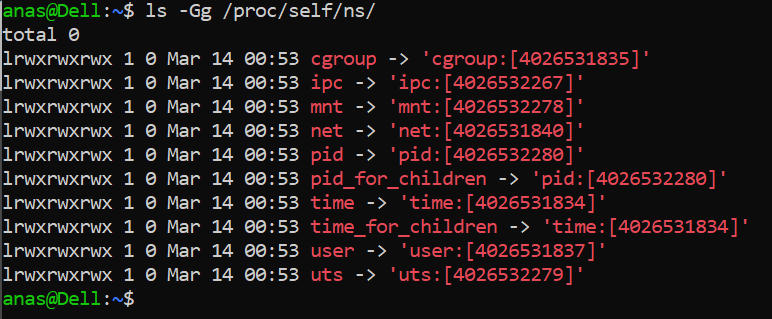 anas@Dell:~$ ls -Gg /proc/self/ns/
total 0
lrwxrwxrwx 1 0 Mar 14 00:53 cgroup -> 'cgroup:[4026531835]'
lrwxrwxrwx 1 0 Mar 14 00:53 ipc -> 'ipc:[4026532267]'
lrwxrwxrwx 1 0 Mar 14 00:53 mnt -> 'mnt:[4026532278]'
lrwxrwxrwx 1 0 Mar 14 00:53 net -> 'net:[4026531840]'
lrwxrwxrwx 1 0 Mar 14 00:53 pid -> 'pid:[4026532280]'
lrwxrwxrwx 1 0 Mar 14 00:53 pid_for_children -> 'pid:[4026532280]'
lrwxrwxrwx 1 0 Mar 14 00:53 time -> 'time:[4026531834]'
lrwxrwxrwx 1 0 Mar 14 00:53 time_for_children -> 'time:[4026531834]'
lrwxrwxrwx 1 0 Mar 14 00:53 user -> 'user:[4026531837]'
lrwxrwxrwx 1 0 Mar 14 00:53 uts -> 'uts:[4026532279]'
anas@Dell:~$